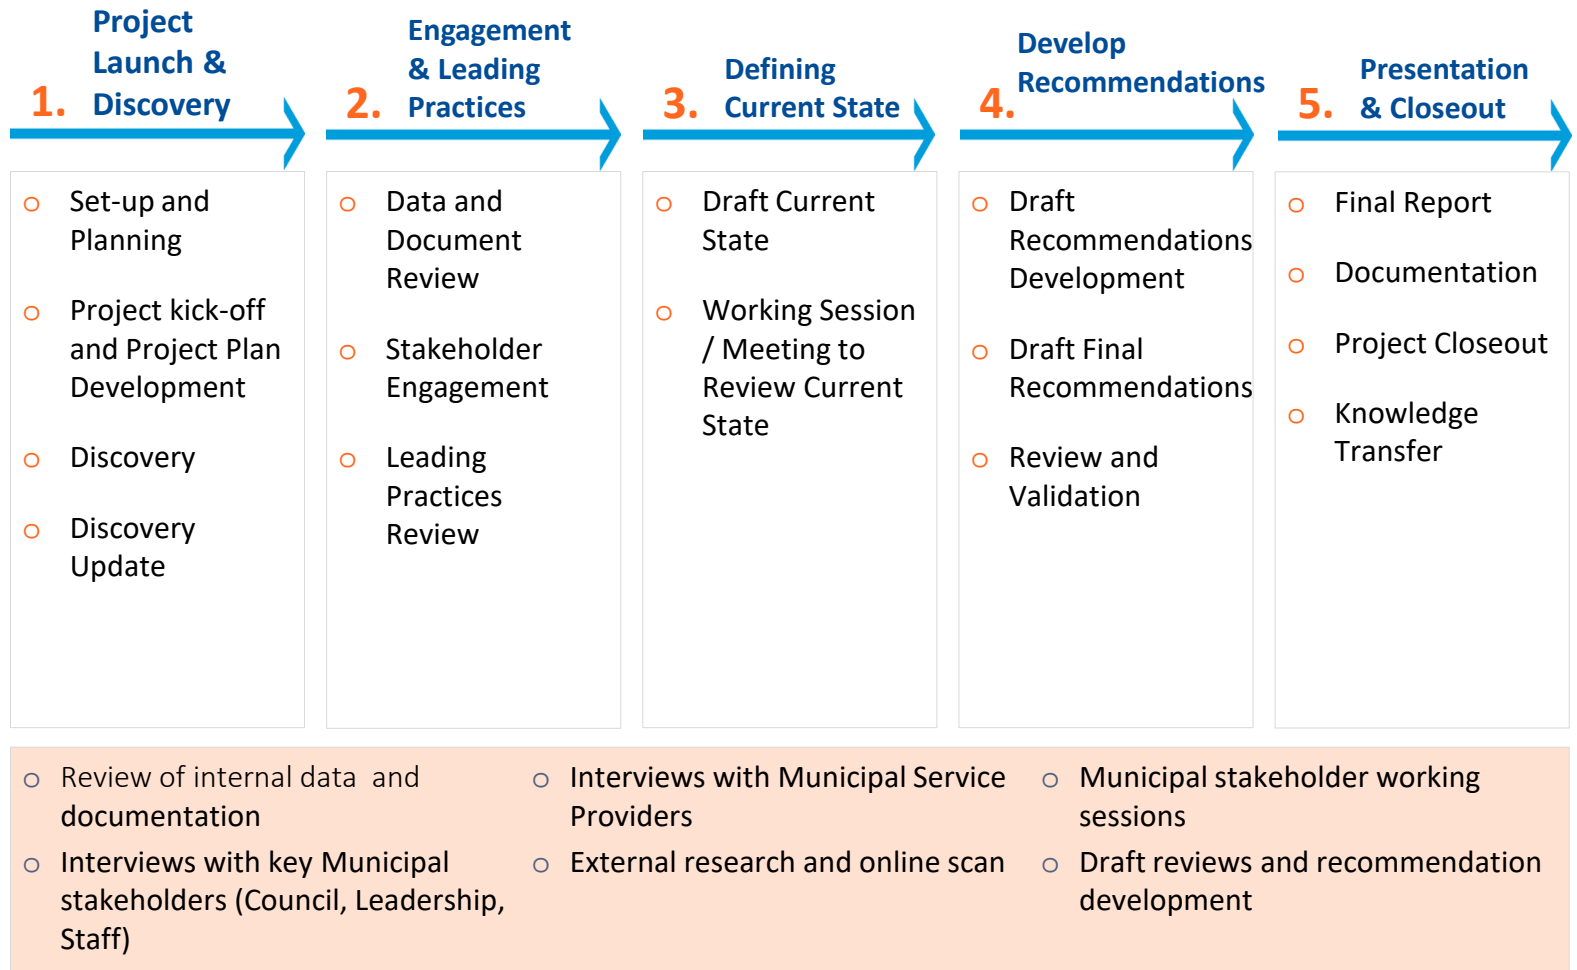 1.
Project
Launch &
Discovery
2.
Engagement
& Leading
Practices
3.
Defining
Current State
4.
Develop
Recommendations
5.
Presentation
& Closeout
o Set-up and
Planning
o Project kick-off
and Project Plan
Development
o Discovery
o Discovery
Update
o Data and
Document
Review
o Stakeholder
Engagement
o Leading
Practices
Review
o Draft Current
State
o Working Session
/ Meeting to
Review Current
State
o Draft
Recommendations
Development
o Draft Final
Recommendations
o Review and
Validation
o Final Report
o Documentation
o Project Closeout
o Knowledge
Transfer
o Review of internal data and
documentation
o Interviews with key Municipal
stakeholders (Council, Leadership,
Staff)
o Interviews with Municipal Service
Providers
o External research and online scan
o Municipal stakeholder working
sessions
o Draft reviews and recommendation
development